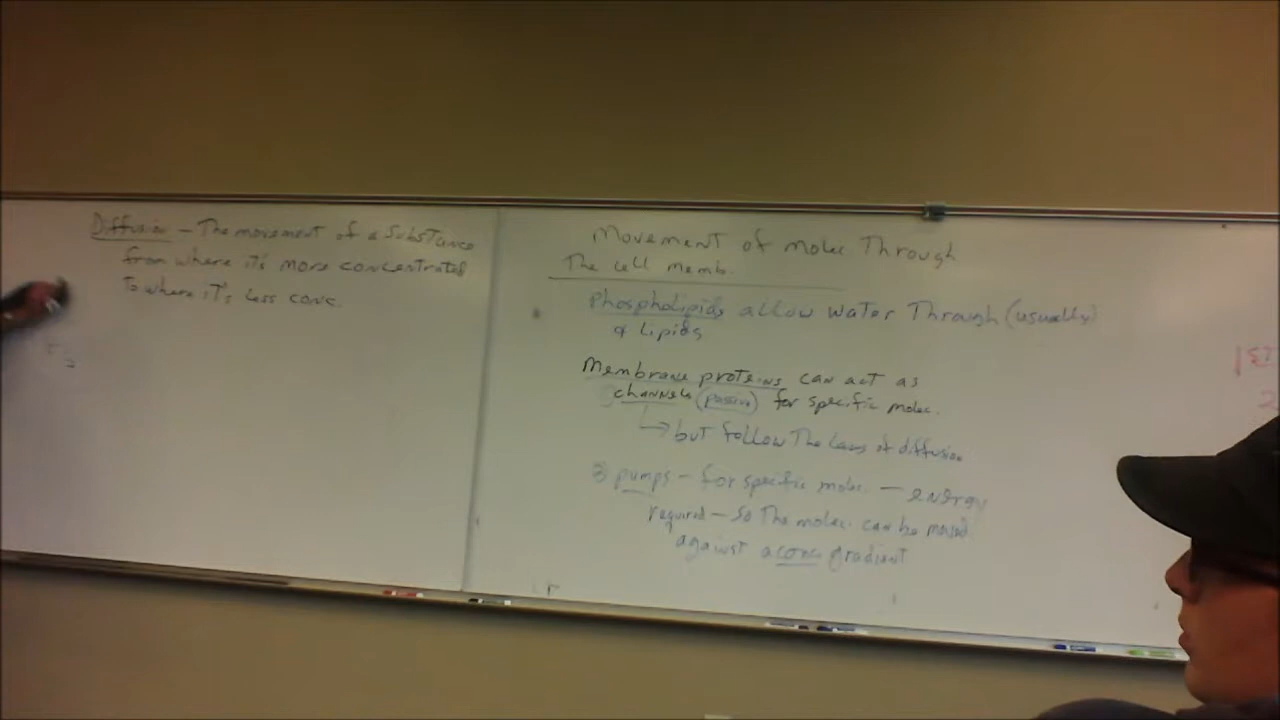 Diffusion - The movement of a substance
from where it's more concentrated
To where it's less conc.
Movement of molec Through
The cell memb.
Phospholipids allow water Through (usually)
& Lipids
Membrane proteins can act as
channels (passive) for specific molec.
→ but follow The laws of diffusion
② pumps - for specific molec. - energy
required - so The molec. can be moved
against a conc gradient